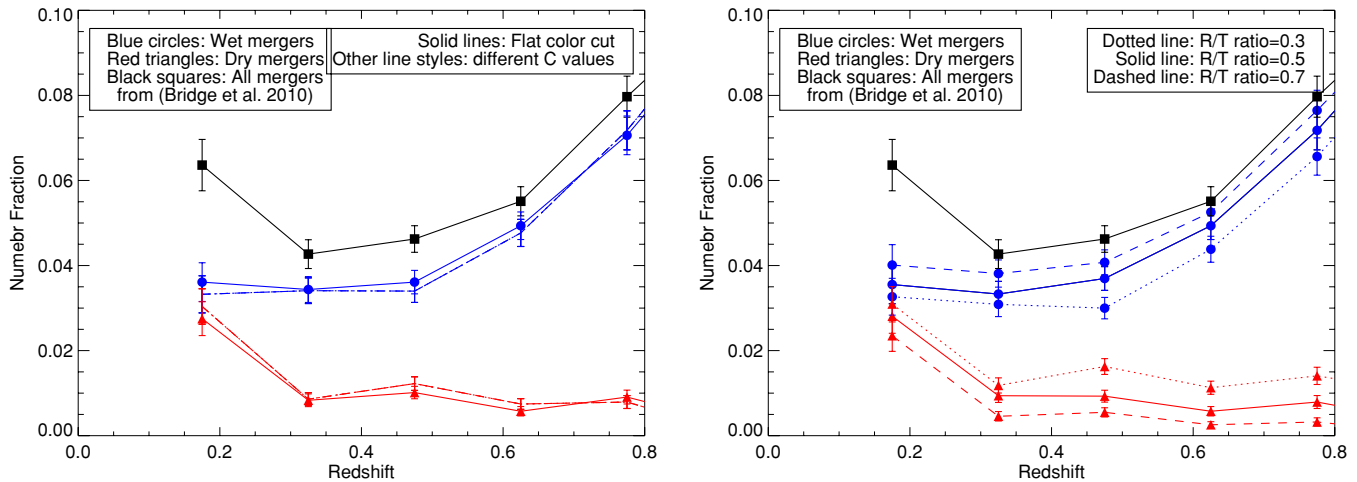 0.10
0.08
0.06
0.04
0.02
0.00
Numebr Fraction
Blue circles: Wet mergers
Red triangles: Dry mergers
Black squares: All mergers
from (Bridge et al. 2010)
Solid lines: Flat color cut
Other line styles: different C values
0.0 0.2 0.4 0.6 0.8
Redshift
0.10
0.08
0.06
0.04
0.02
0.00
Numebr Fraction
Blue circles: Wet mergers
Red triangles: Dry mergers
Black squares: All mergers
from (Bridge et al. 2010)
Dotted line: R/T ratio=0.3
Solid line: R/T ratio=0.5
Dashed line: R/T ratio=0.7
0.0 0.2 0.4 0.6 0.8
Redshift